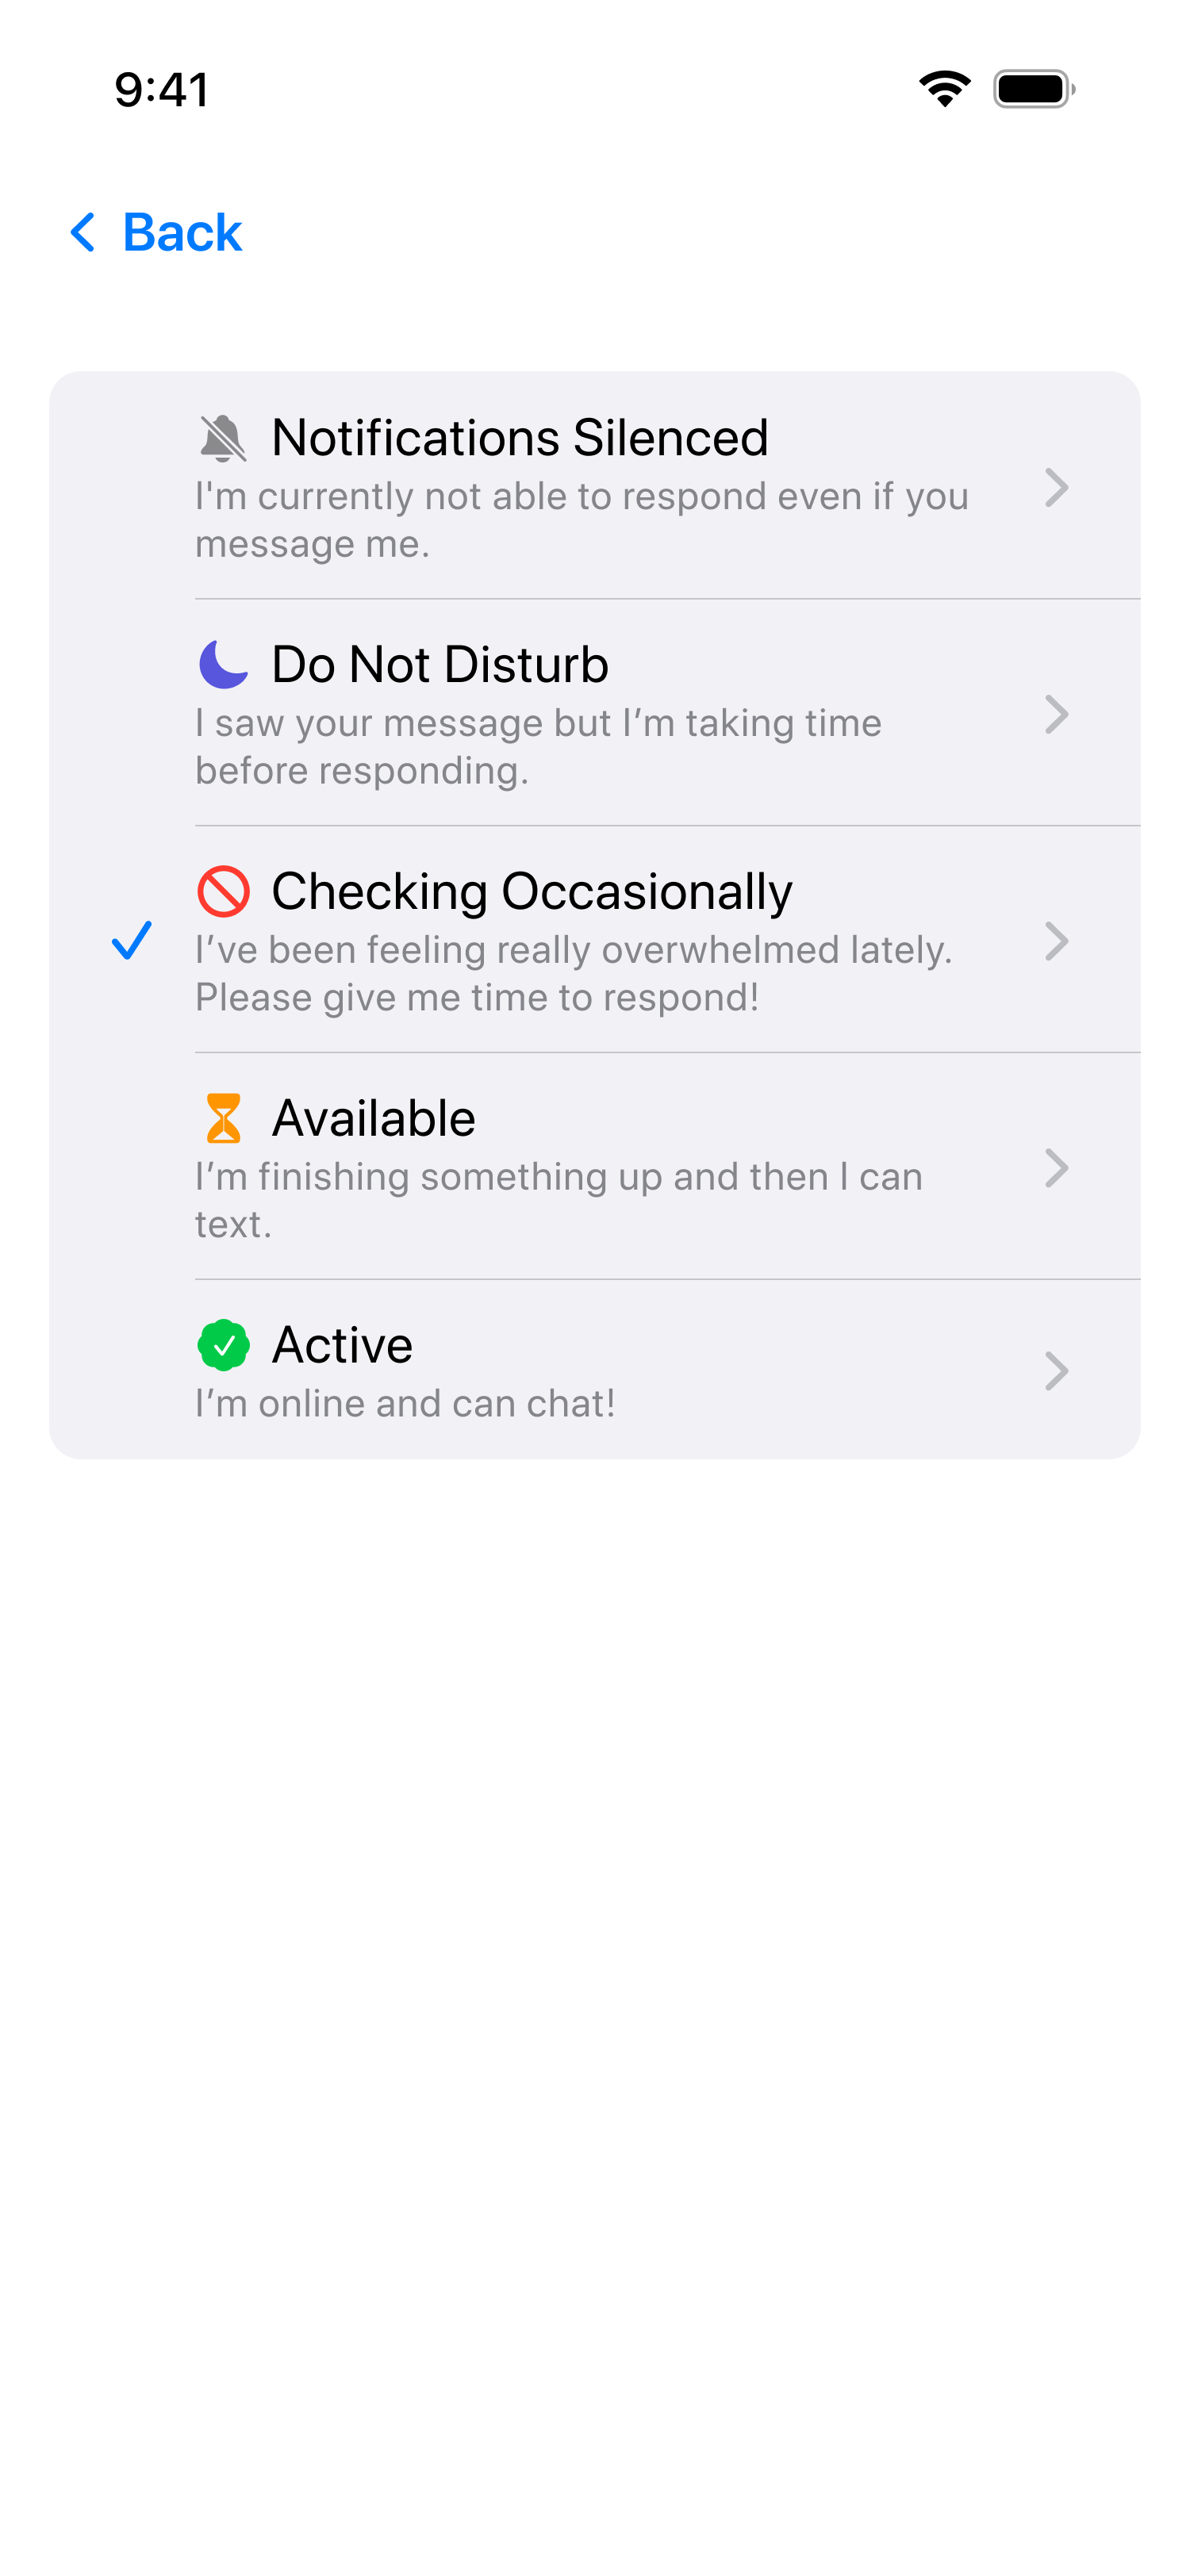 9:41
Back
Notifications Silenced
I'm currently not able to respond even if you
message me.
Do Not Disturb
I saw your message but I’m taking time
before responding.
Checking Occasionally
I’ve been feeling really overwhelmed lately.
Please give me time to respond!
Available
I’m finishing something up and then I can
text.
Active
I’m online and can chat!